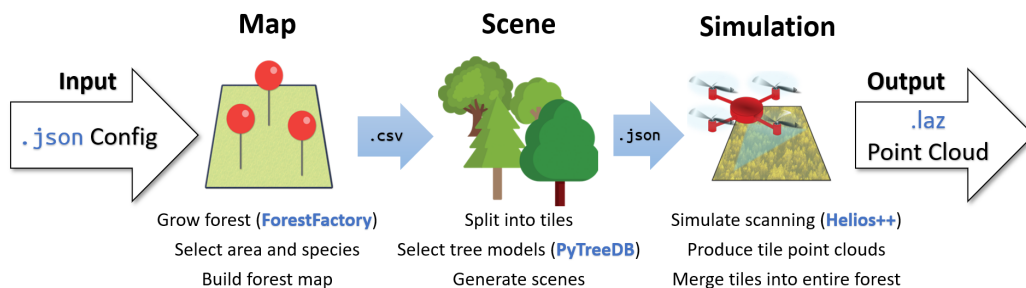 Map
Scene
Simulation
Input
Output
.json Config
.csv
.json
.laz
Point Cloud
Grow forest (ForestFactory)
Select area and species
Build forest map
Split into tiles
Select tree models (PyTreeDB)
Generate scenes
Simulate scanning (Helios++)
Produce tile point clouds
Merge tiles into entire forest